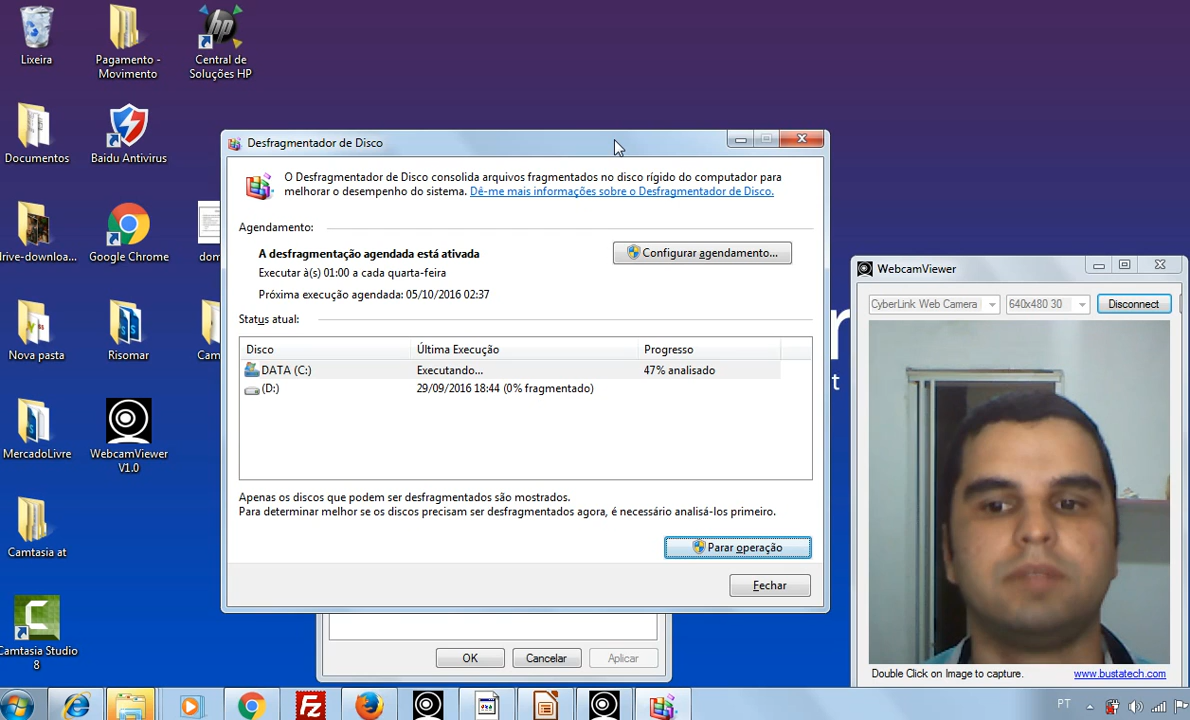 Lixeira
Pagamento -
Movimento
hp
Central de
Soluções HP
Documentos
Baidu Antivirus
Google Chrome
Nova pasta
Risomar
MercadoLivre
WebcamViewer
V1.0
Camtasia at
Camtasia Studio
8
Desfragmentador de Disco
O Desfragmentador de Disco consolida arquivos fragmentados no disco rígido do computador para
melhorar o desempenho do sistema. Dê-me mais informações sobre o Desfragmentador de Disco.
Agendamento:
A desfragmentação agendada está ativada
Configurar agendamento...
Executar à(s) 01:00 a cada quarta-feira
Próxima execução agendada: 05/10/2016 02:37
Status atual:
Disco Última Execução Progresso
DATA (C:) Executando... 47% analisado
(D:) 29/09/2016 18:44 (0% fragmentado)
Apenas os discos que podem ser desfragmentados são mostrados.
Para determinar melhor se os discos precisam ser desfragmentados agora, é necessário analisá-los primeiro.
Parar operação
Fechar
OK Cancelar Aplicar
WebcamViewer
CyberLink Web Camera 640x480 30 Disconnect
Double Click on Image to capture. www.bustatech.com
PT